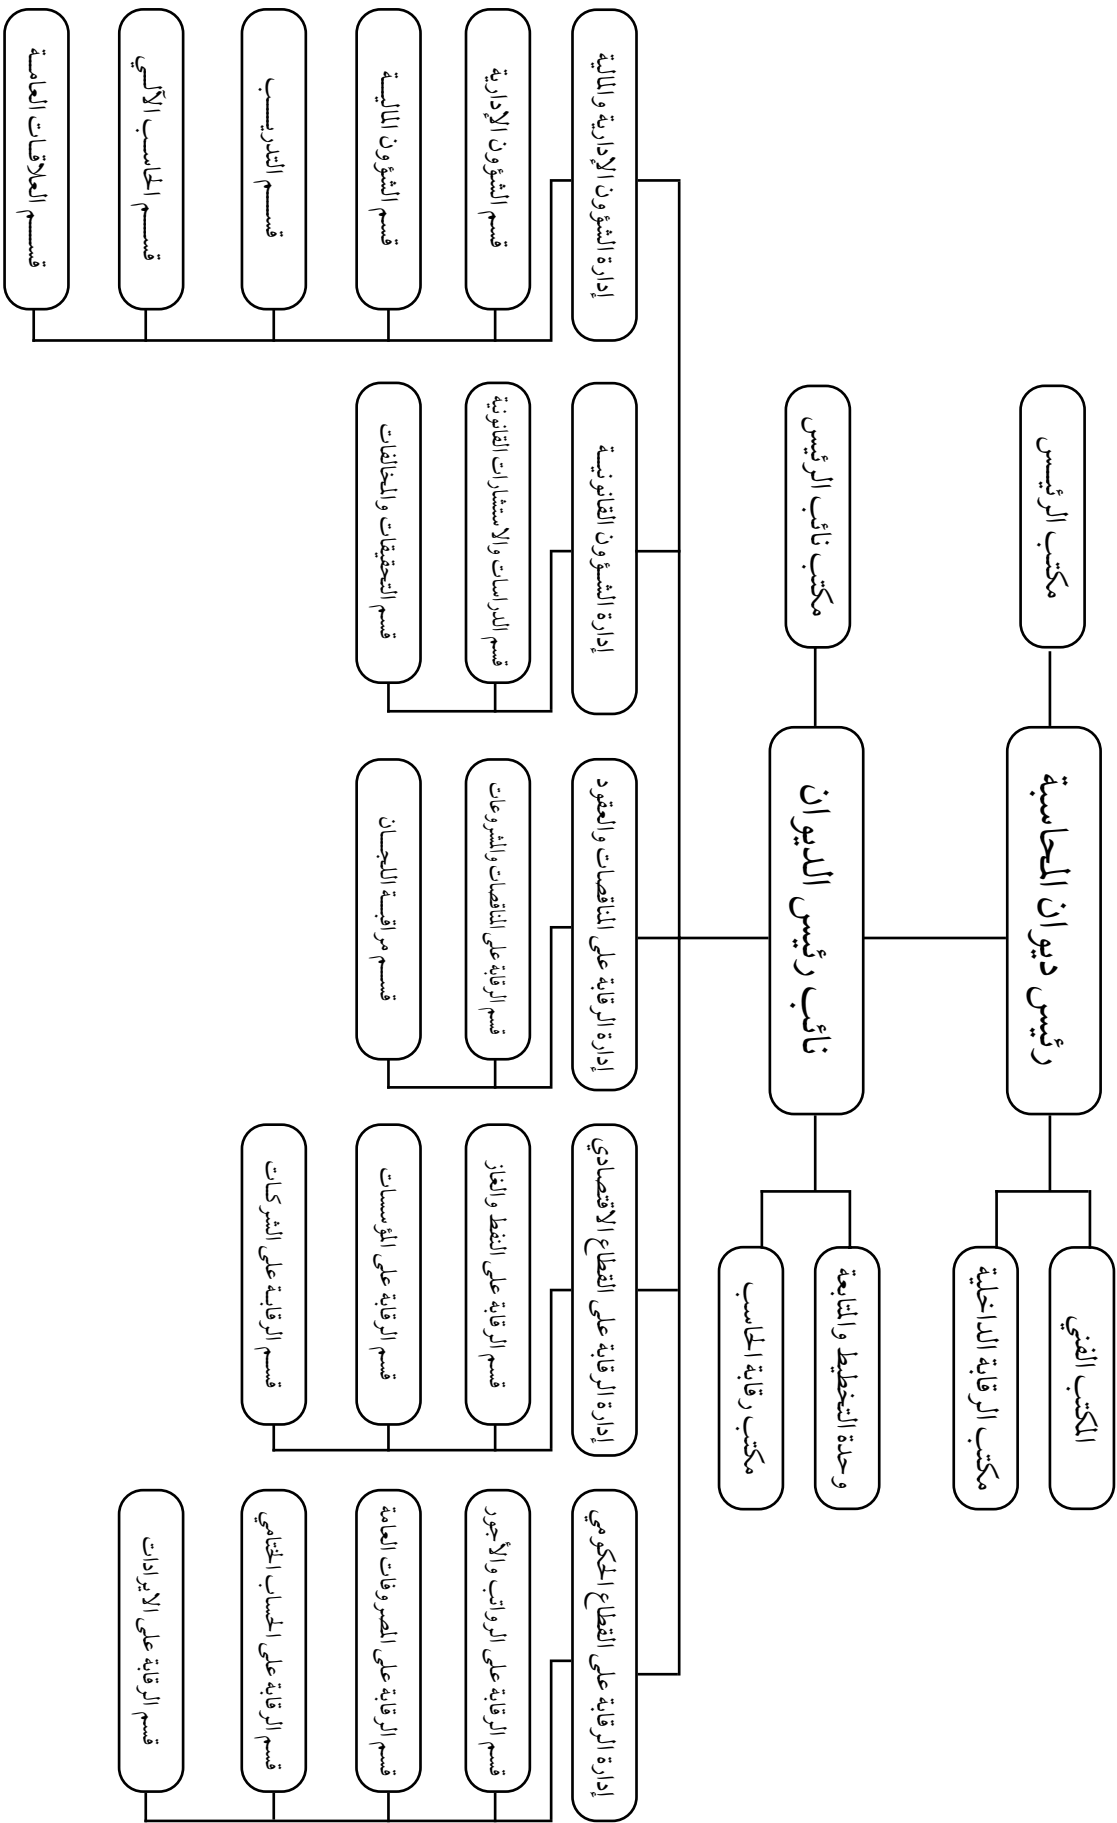 رئيس ديوان المحاسبة
مكتب الرئيس
المكتب الفني
مكتب الرقابة الداخلية
نائب رئيس الديوان
مكتب نائب الرئيس
وحدة التخطيط والمتابعة
مكتب رقابة الحاسب
إدارة الرقابة على القطاع الحكومي
قسم الرقابة على الرواتب والأجور
قسم الرقابة على المصروفات العامة
قسم الرقابة على الحساب الختامي
قسم الرقابة على الايرادات
إدارة الرقابة على القطاع الاقتصادي
قسم الرقابة على النفط والغاز
قسم الرقابة على المؤسسات
قسم الرقابة على الشركات
إدارة الرقابة على المناقصات والعقود
قسم الرقابة على المناقصات والمشروعات
قسم مراقبة اللجان
إدارة الشؤون القانونية
قسم الدراسات والاستشارات القانونية
قسم التحقيقات والمخالفات
إدارة الشؤون الإدارية والمالية
قسم الشؤون الإدارية
قسم الشؤون المالية
قسم التدريب
قسم الحاسب الآلي
قسم العلاقات العامة